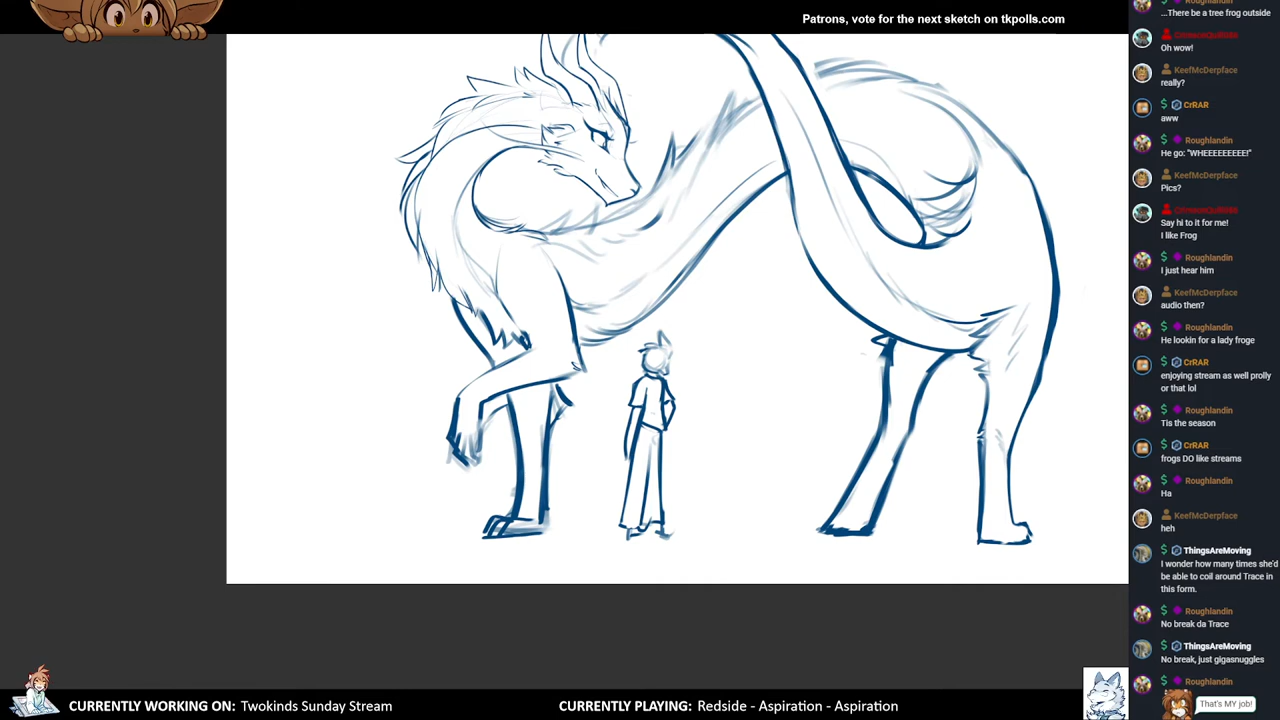 Patrons, vote for the next sketch on tkpolls.com
Roughlandin
...There be a tree frog outside
Oh wow!
KeefMcDerpface
really?
CrRAR
aww
Roughlandin
He go: "WHEEEEEEEEE!"
KeefMcDerpface
Pics?
Say hi to it for me!
I like Frog
Roughlandin
I just hear him
KeefMcDerpface
audio then?
Roughlandin
He lookin for a lady froge
CrRAR
enjoying stream as well prolly
or that lol
Roughlandin
Tis the season
CrRAR
frogs DO like streams
Roughlandin
Ha
KeefMcDerpface
heh
ThingsAreMoving
I wonder how many times she'd
be able to coil around Trace in
this form.
Roughlandin
No break da Trace
ThingsAreMoving
No break, just gigasnuggles
Roughlandin
That's MY job!
CURRENTLY WORKING ON: Twokinds Sunday Stream
CURRENTLY PLAYING: Redside - Aspiration - Aspiration